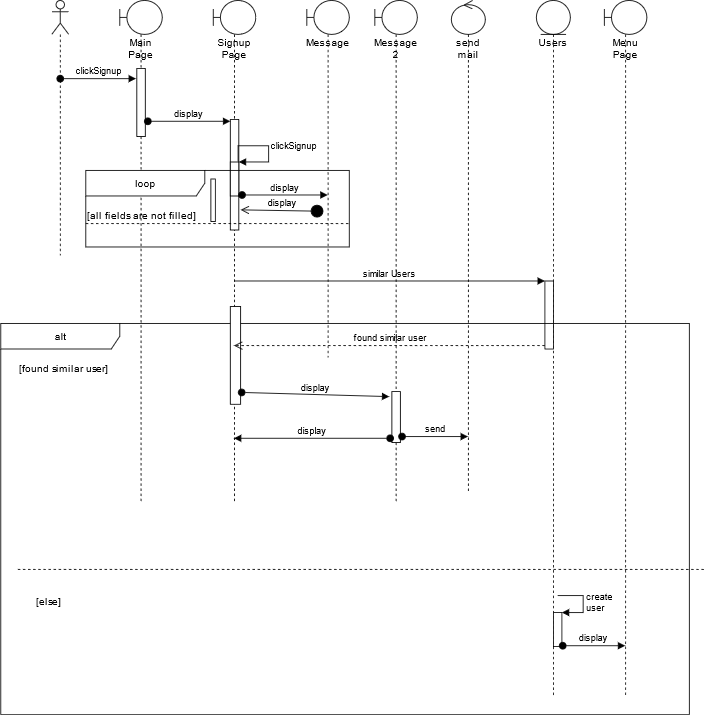 Main
Page
Signup
Page
Message
Message
2
send
mail
Users
Menu
Page
clickSignup
display
clickSignup
loop
display
display
[all fields are not filled]
similar Users
alt
found similar user
[found similar user]
display
send
display
[else]
create
user
display